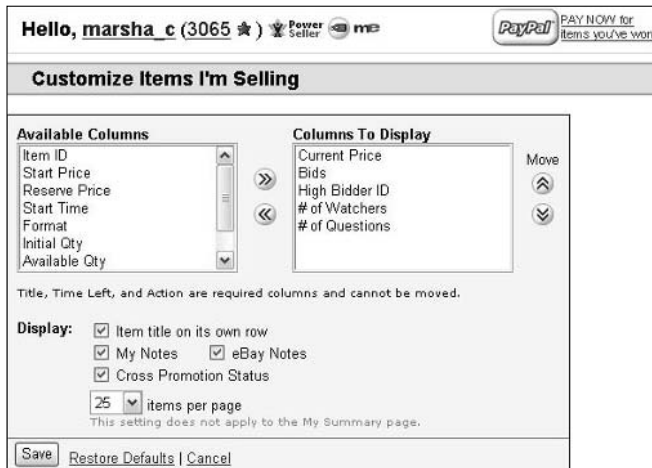 Hello, marsha_c (3065 ) Power Seller me
PayPal PAY NOW for items you've won
Customize Items I'm Selling
Available Columns
Item ID
Start Price
Reserve Price
Start Time
Format
Initial Qty
Available Qty
Columns To Display
Current Price
Bids
High Bidder ID
# of Watchers
# of Questions
Move
Title, Time Left, and Action are required columns and cannot be moved.
Display:
Item title on its own row
My Notes
eBay Notes
Cross Promotion Status
25 items per page
This setting does not apply to the My Summary page.
Save Restore Defaults | Cancel